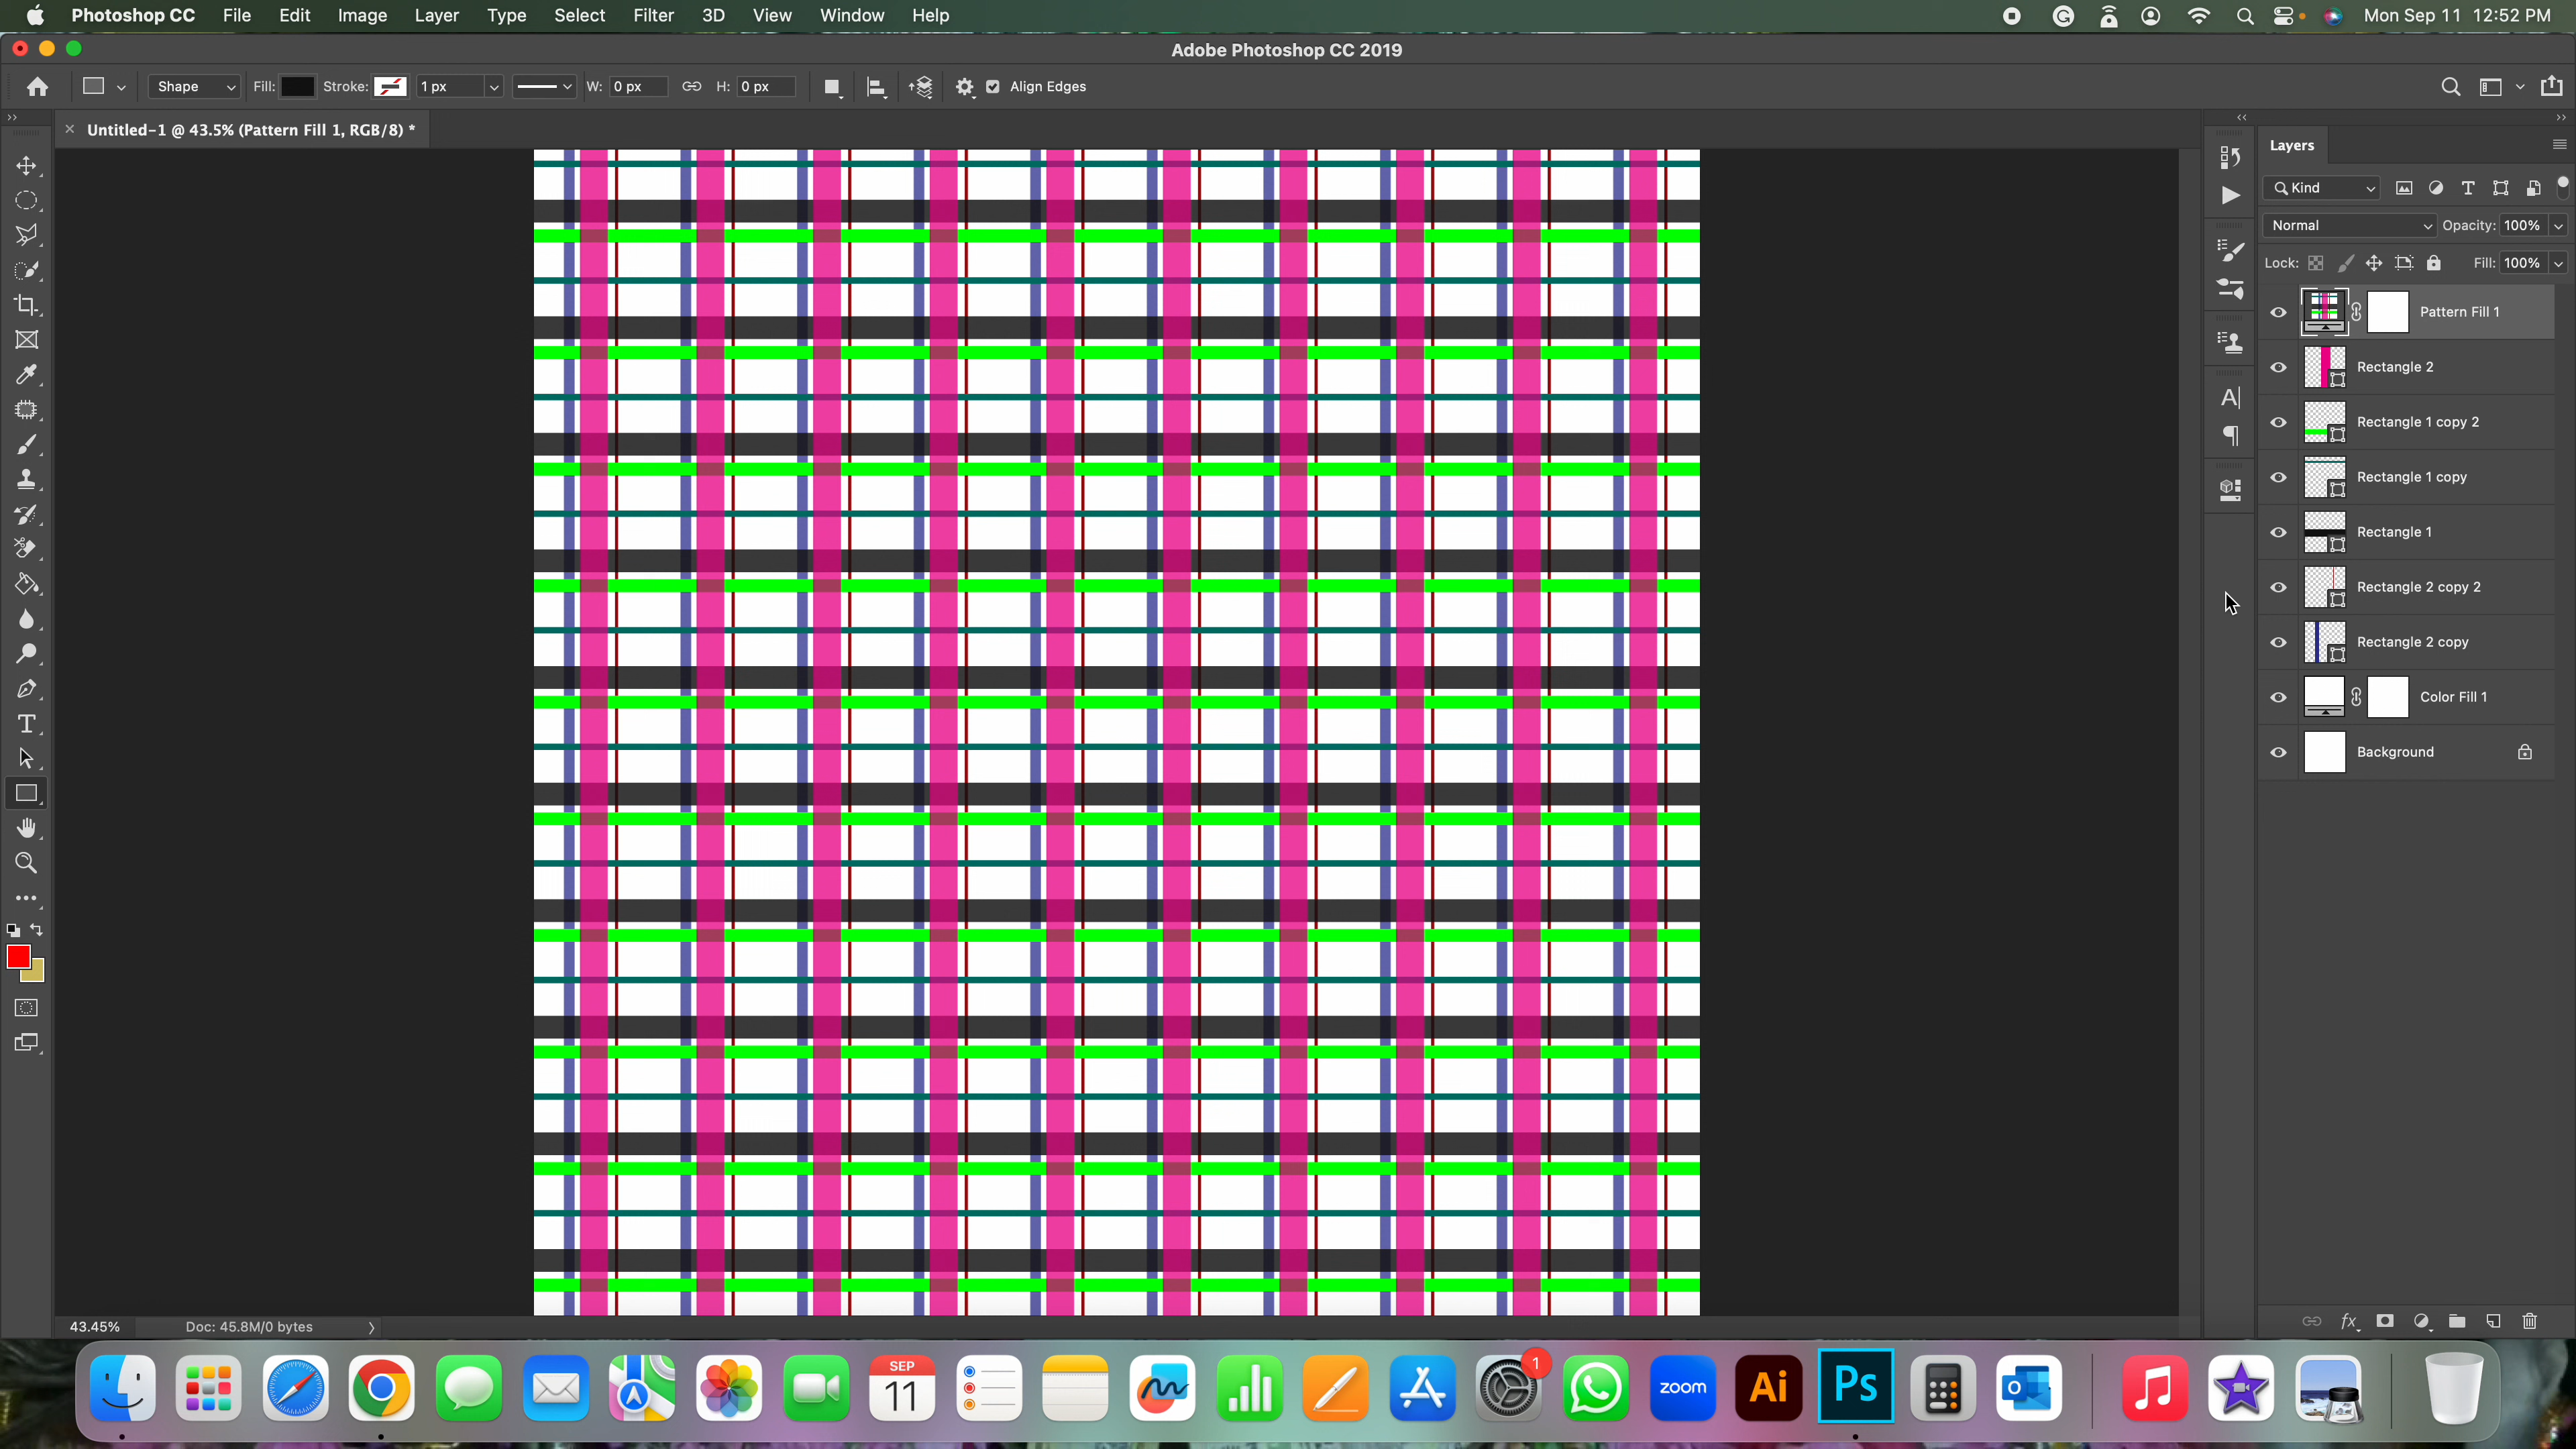 Photoshop CC File Edit Image Layer Type Select Filter 3D View Window Help Mon Sep 11 12:52 PM
Adobe Photoshop CC 2019
Shape Fill: Stroke: 1 px W: 0 px H: 0 px Align Edges
Untitled-1 @ 43.5% (Pattern Fill 1, RGB/8) *
Layers
Kind
Normal Opacity: 100%
Lock: Fill: 100%
Pattern Fill 1
Rectangle 2
Rectangle 1 copy 2
Rectangle 1 copy
Rectangle 1
Rectangle 2 copy 2
Rectangle 2 copy
Color Fill 1
Background
43.45% Doc: 45.8M/0 bytes
SEP
11
1
zoom
Ai
Ps